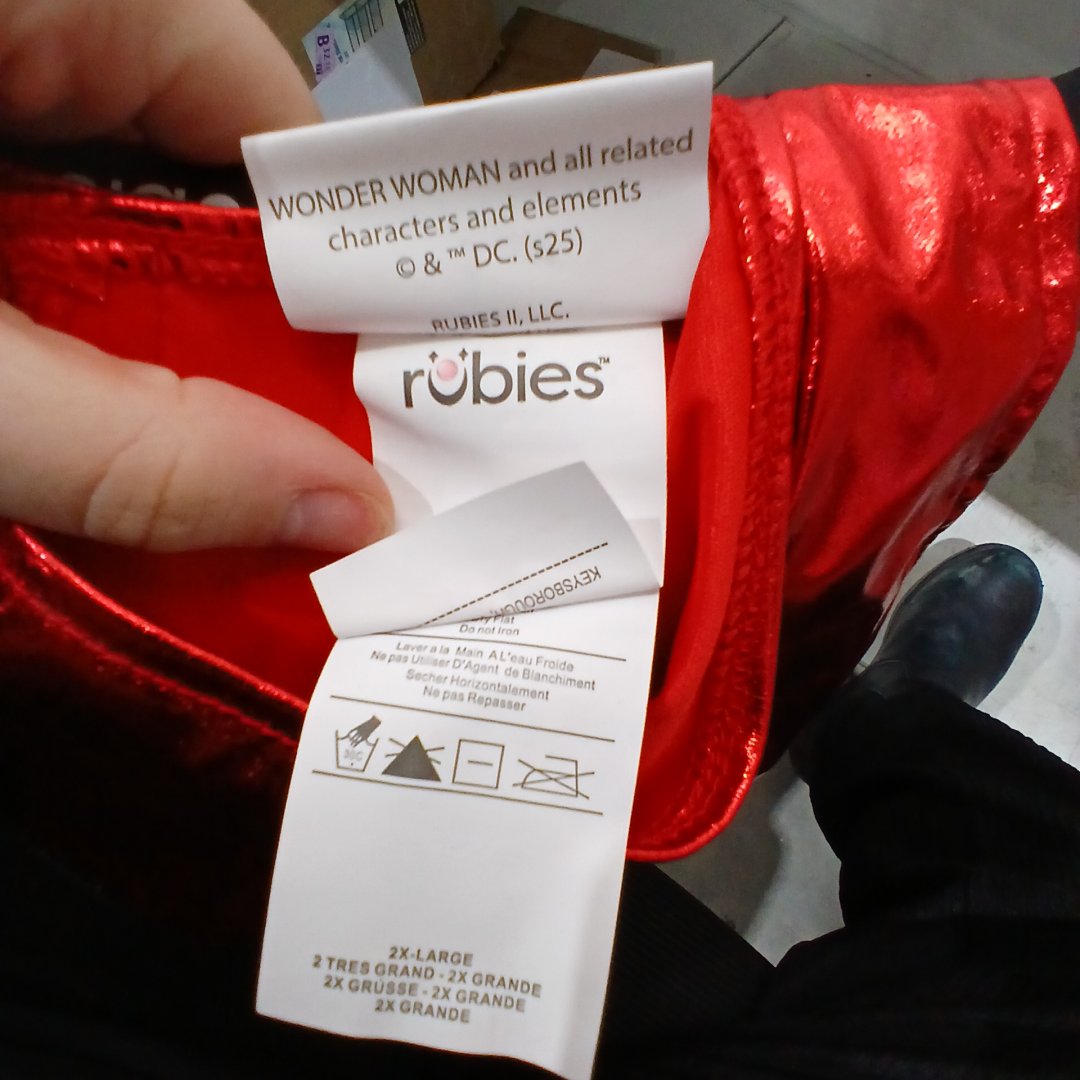 WONDER WOMAN and all related
characters and elements
© & ™ DC. (s25)
RUBIES II, LLC.
rubies™
KEYSBOROUGH,
Flat
Do not Iron
Laver a la Main A L'eau Froide
Ne pas Utiliser D'Agent de Blanchiment
Secher Horizontalement
Ne pas Repasser
2X-LARGE
2 TRES GRAND - 2X GRANDE
2X GRÜSSE - 2X GRANDE
2X GRANDE